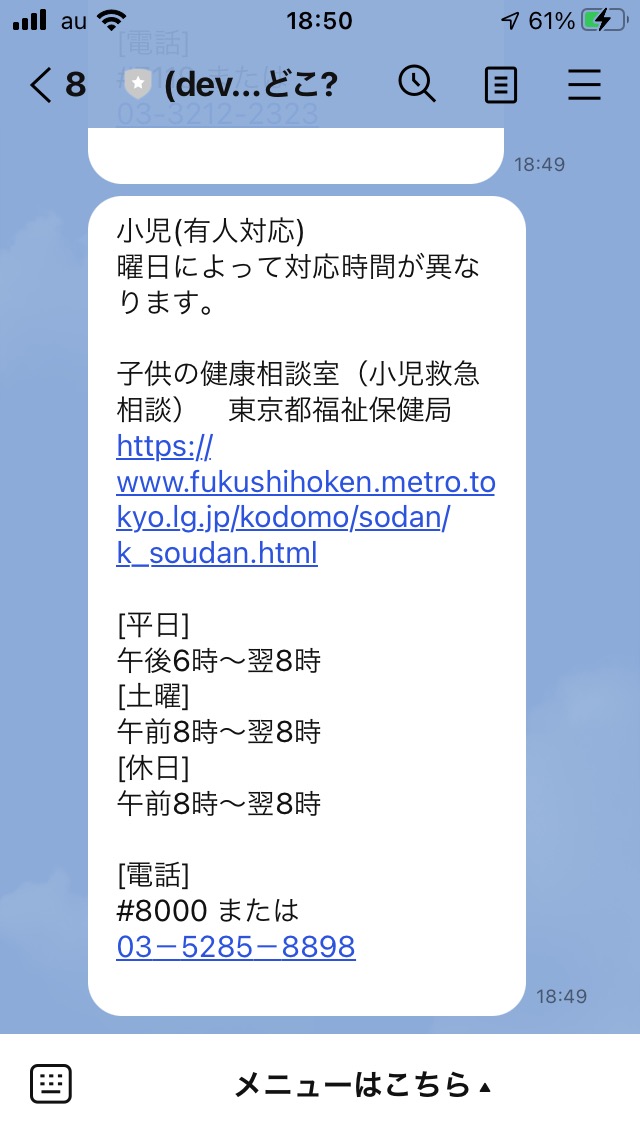 au 18:50 61%
[電話]
03-3212-2323
8 (dev...どこ?
18:49
小児(有人対応)
曜日によって対応時間が異な
ります。
子供の健康相談室（小児救急
相談）　東京都福祉保健局
https://
www.fukushihoken.metro.to
kyo.lg.jp/kodomo/sodan/
k_soudan.html
[平日]
午後6時〜翌8時
[土曜]
午前8時〜翌8時
[休日]
午前8時〜翌8時
[電話]
#8000 または
03－5285－8898
18:49
メニューはこちら▲